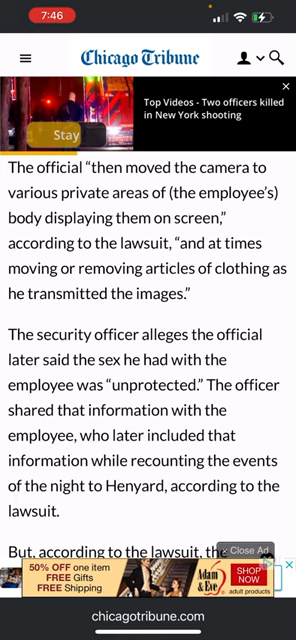 7:46
Chicago Tribune
Top Videos - Two officers killed
in New York shooting
Stay
The official “then moved the camera to
various private areas of (the employee’s)
body displaying them on screen,”
according to the lawsuit, “and at times
moving or removing articles of clothing as
he transmitted the images.”
The security officer alleges the official
later said the sex he had with the
employee was “unprotected.” The officer
shared that information with the
employee, who later included that
information while recounting the events
of the night to Henyard, according to the
lawsuit.
But, according to the lawsuit, the
Close Ad
50% OFF one item
FREE Gifts
FREE Shipping
Adam
& Eve
SHOP
NOW
adult products
chicagotribune.com